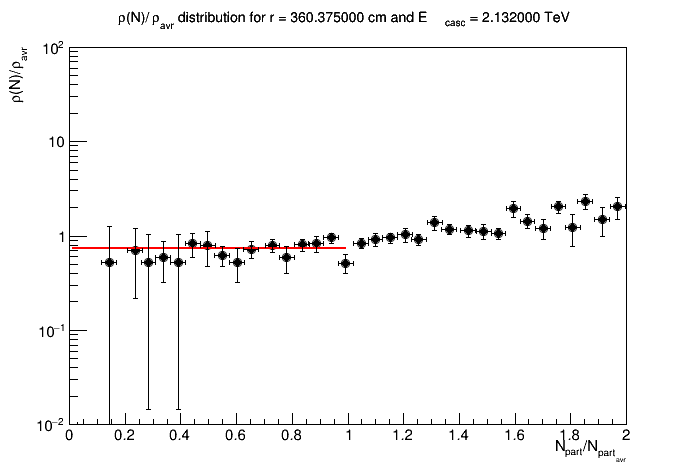 ρ(N)/ρavr distribution for r = 360.375000 cm and E casc = 2.132000 TeV
ρ(N)/ρavr
10²
10
1
10⁻¹
10⁻²
0 0.2 0.4 0.6 0.8 1 1.2 1.4 1.6 1.8 2
Npart/Npartavr